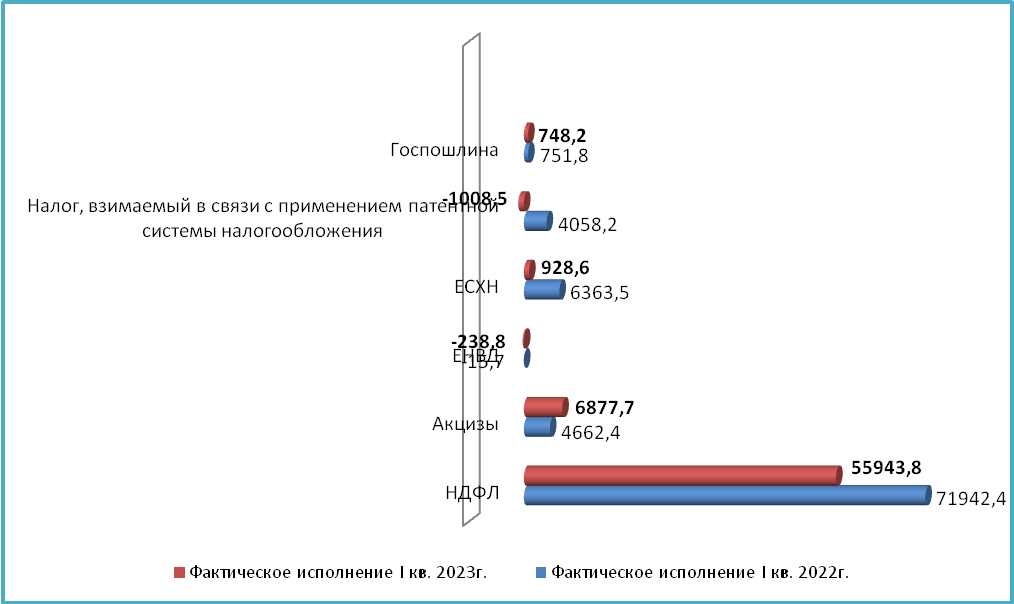 748,2
Госпошлина
751,8
-1008,5
Налог, взимаемый в связи с применением патентной
системы налогообложения
4058,2
928,6
ЕСХН
6363,5
-238,8
ЕНВД
6877,7
Акцизы
4662,4
55943,8
НДФЛ
71942,4
Фактическое исполнение I кв. 2023г.
Фактическое исполнение I кв. 2022г.